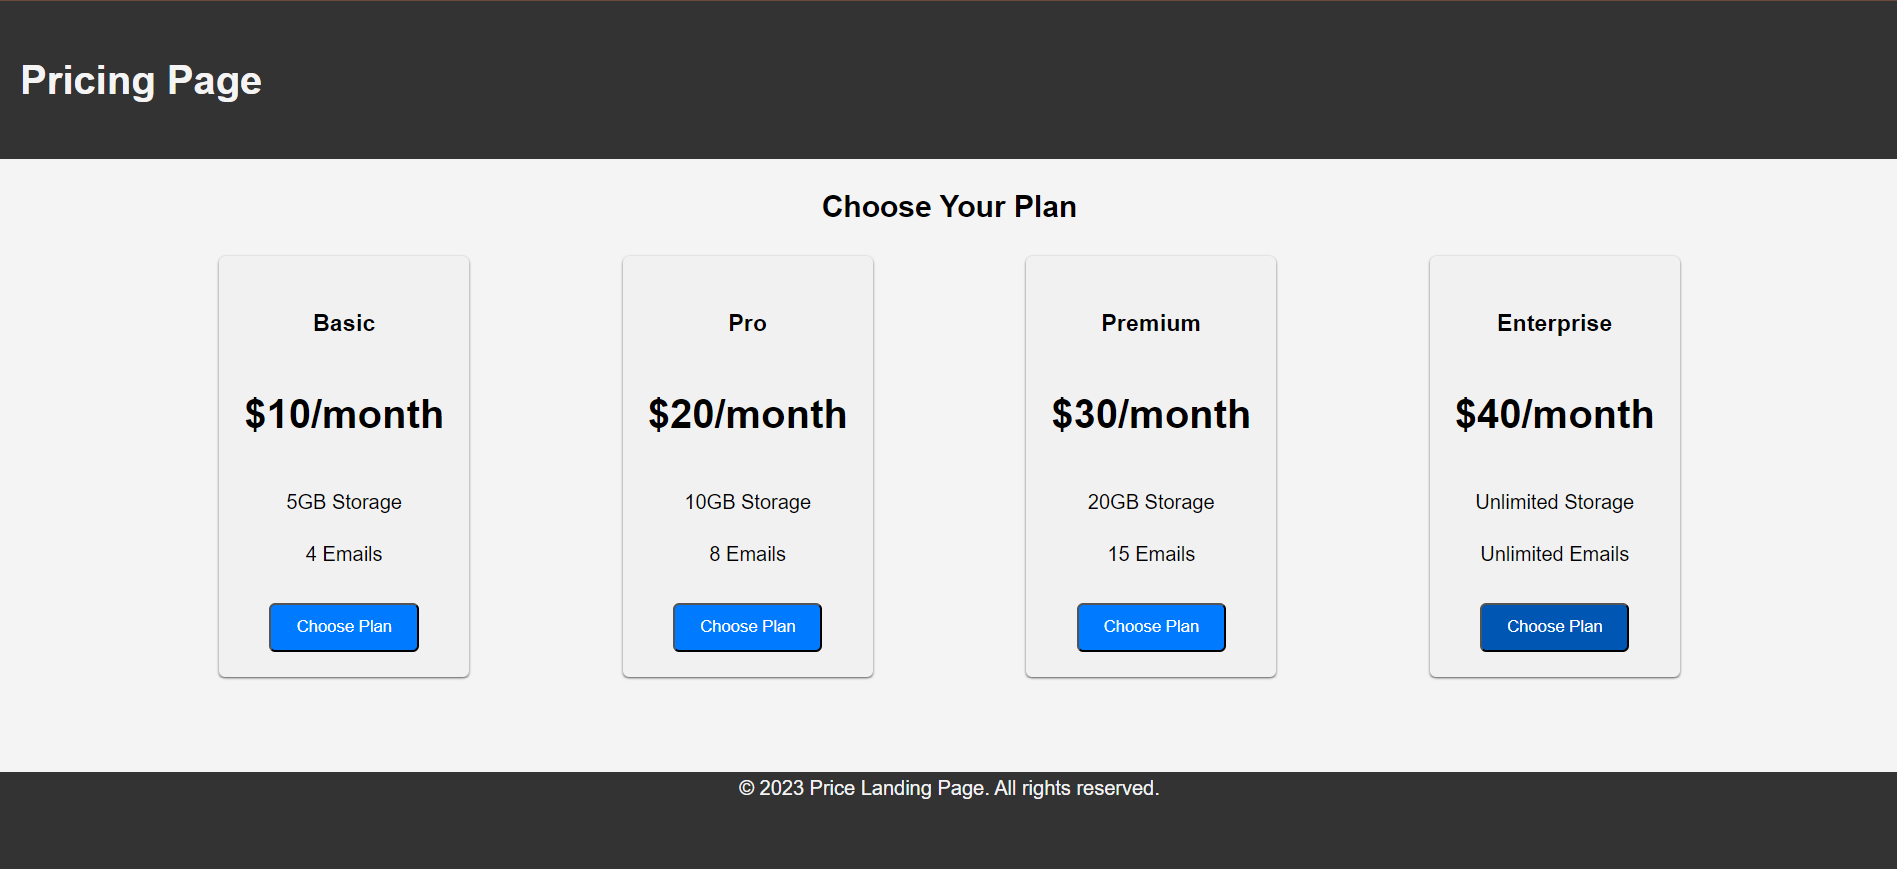 Pricing Page
Choose Your Plan
Basic
$10/month
5GB Storage
4 Emails
Choose Plan
Pro
$20/month
10GB Storage
8 Emails
Choose Plan
Premium
$30/month
20GB Storage
15 Emails
Choose Plan
Enterprise
$40/month
Unlimited Storage
Unlimited Emails
Choose Plan
© 2023 Price Landing Page. All rights reserved.